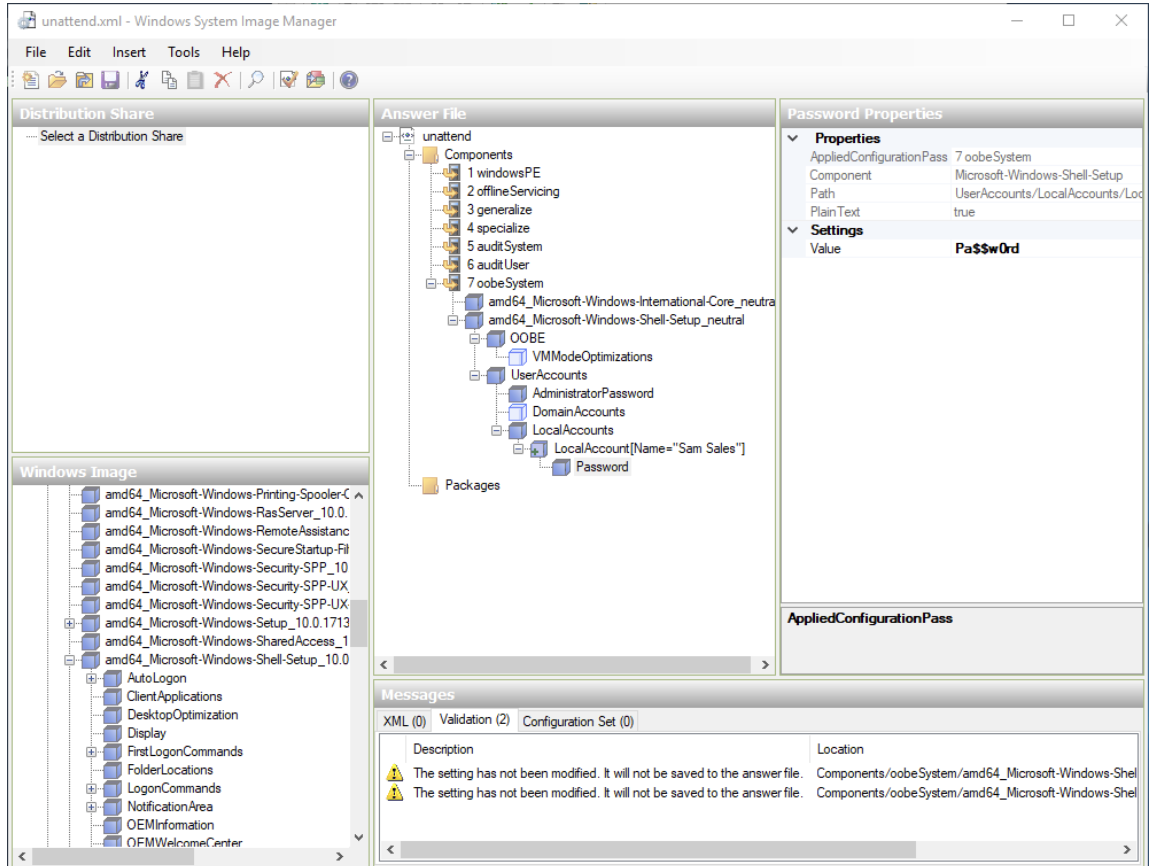 unattend.xml - Windows System Image Manager
File Edit Insert Tools Help
Distribution Share
Select a Distribution Share
Answer File
unattend
Components
1 windowsPE
2 offlineServicing
3 generalize
4 specialize
5 auditSystem
6 auditUser
7 oobeSystem
amd64_Microsoft-Windows-International-Core_neutra
amd64_Microsoft-Windows-Shell-Setup_neutral
OOBE
VMModeOptimizations
UserAccounts
AdministratorPassword
DomainAccounts
LocalAccounts
LocalAccount[Name="Sam Sales"]
Password
Packages
Password Properties
Properties
AppliedConfigurationPass 7 oobeSystem
Component Microsoft-Windows-Shell-Setup
Path UserAccounts/LocalAccounts/Loc
PlainText true
Settings
Value Pa$$w0rd
AppliedConfigurationPass
Windows Image
amd64_Microsoft-Windows-Printing-Spooler-C
amd64_Microsoft-Windows-RasServer_10.0.
amd64_Microsoft-Windows-RemoteAssistanc
amd64_Microsoft-Windows-SecureStartup-Filt
amd64_Microsoft-Windows-Security-SPP_10
amd64_Microsoft-Windows-Security-SPP-UX_
amd64_Microsoft-Windows-Security-SPP-UX-
amd64_Microsoft-Windows-Setup_10.0.1713
amd64_Microsoft-Windows-SharedAccess_1
amd64_Microsoft-Windows-Shell-Setup_10.0
AutoLogon
ClientApplications
DesktopOptimization
Display
FirstLogonCommands
FolderLocations
LogonCommands
NotificationArea
OEMInformation
OEMWelcomeCenter
Messages
XML (0) Validation (2) Configuration Set (0)
Description Location
The setting has not been modified. It will not be saved to the answer file. Components/oobeSystem/amd64_Microsoft-Windows-Shel
The setting has not been modified. It will not be saved to the answer file. Components/oobeSystem/amd64_Microsoft-Windows-Shel